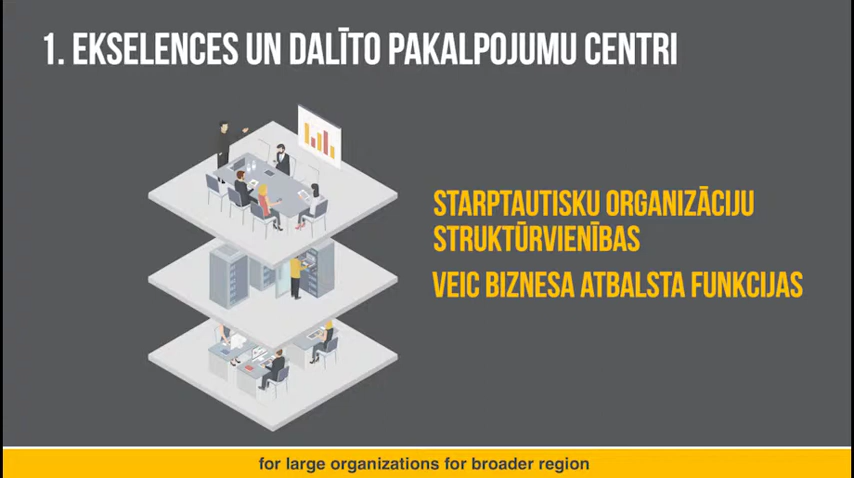 1. EKSELENCES UN DALĪTO PAKALPOJUMU CENTRI
STARPTAUTISKU ORGANIZĀCIJU
STRUKTŪRVIENĪBAS
VEIC BIZNESA ATBALSTA FUNKCIJAS
for large organizations for broader region